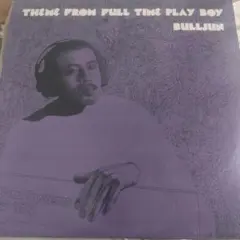 THEME FROM FULL TIME PLAY BOY
BULLJUN